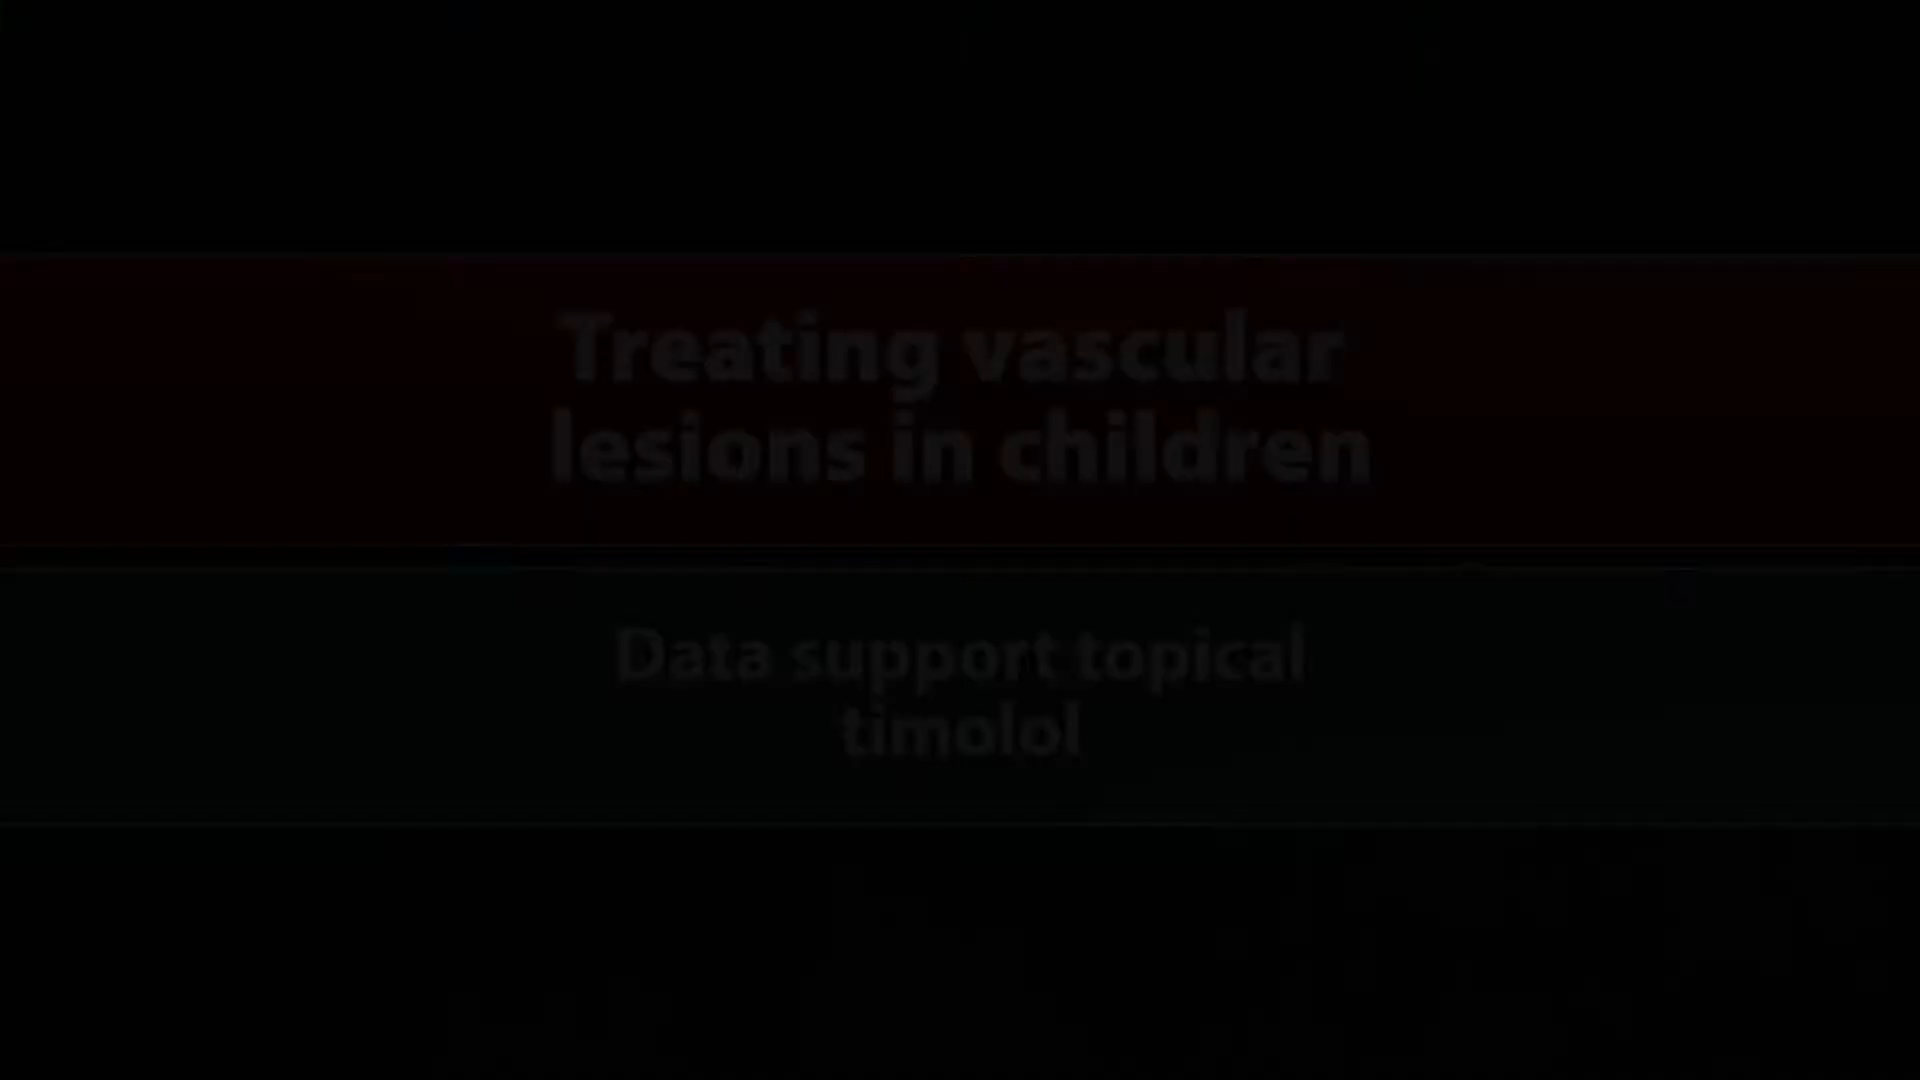 Treating vascular
lesions in children
Data support topical
timolol